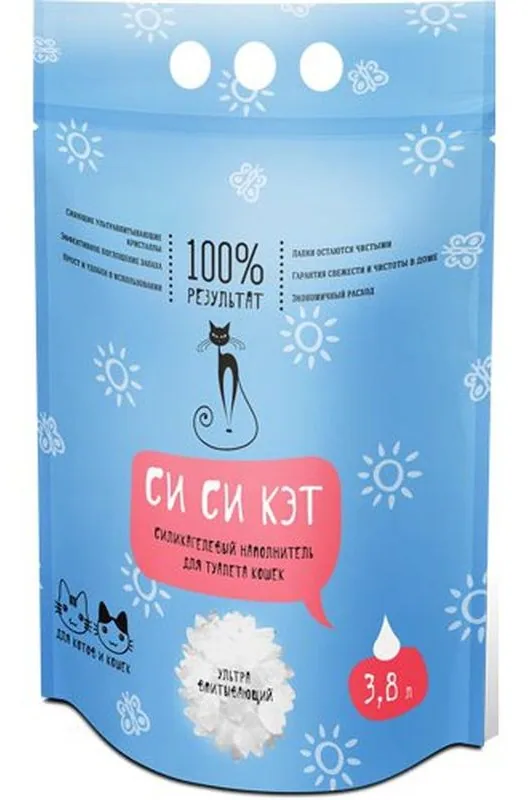 СИЯЮЩИЕ УЛЬТРАВПИТЫВАЮЩИЕ
КРИСТАЛЛЫ
ЭФФЕКТИВНОЕ ПОГЛОЩЕНИЕ ЗАПАХА
ПРОСТ И УДОБЕН В ИСПОЛЬЗОВАНИИ
100%
РЕЗУЛЬТАТ
ЛАПКИ ОСТАЮТСЯ ЧИСТЫМИ
ГАРАНТИЯ СВЕЖЕСТИ И ЧИСТОТЫ В ДОМЕ
ЭКОНОМИЧНЫЙ РАСХОД
СИ СИ КЭТ
СИЛИКАГЕЛЕВЫЙ НАПОЛНИТЕЛЬ
ДЛЯ ТУАЛЕТА КОШЕК
ДЛЯ КОТОВ И КОШЕК
УЛЬТРА
ВПИТЫВАЮЩИЙ
3,8 л